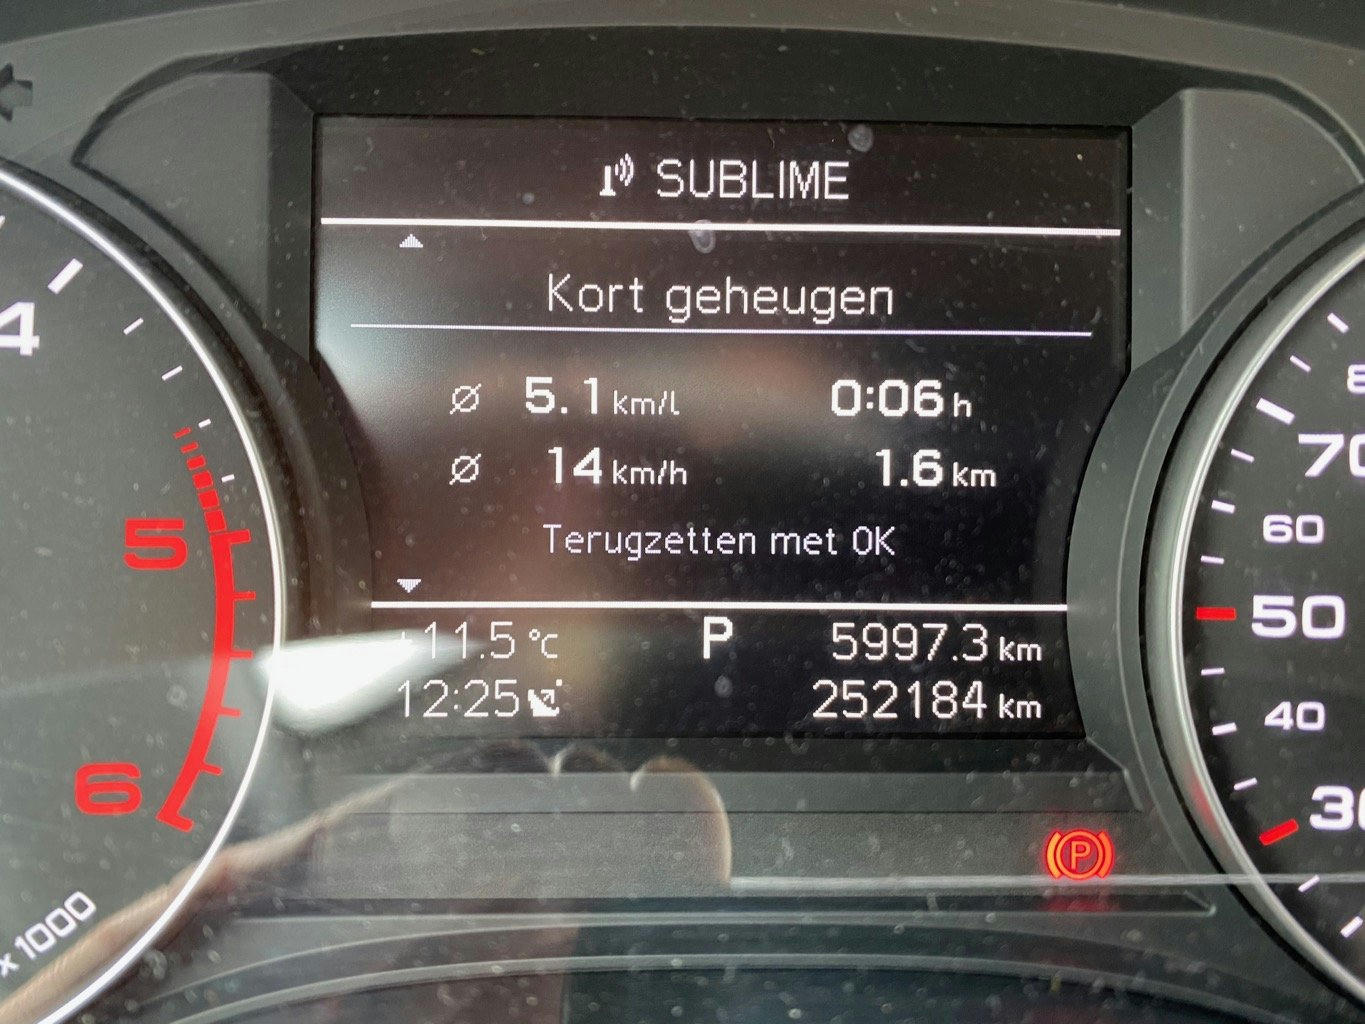 SUBLIME
Kort geheugen
Ø 5.1 km/l 0:06 h
Ø 14 km/h 1.6 km
Terugzetten met OK
+11.5 °C P 5997.3 km
12:25 252184 km
4
5
6
x 1000
70
60
50
40
30
P